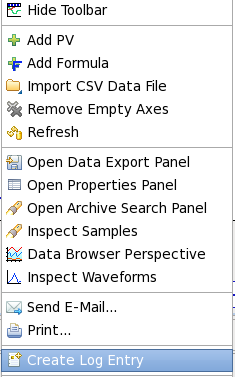 Hide Toolbar
Add PV
Add Formula
Import CSV Data File
Remove Empty Axes
Refresh
Open Data Export Panel
Open Properties Panel
Open Archive Search Panel
Inspect Samples
Data Browser Perspective
Inspect Waveforms
Send E-Mail...
Print...
Create Log Entry